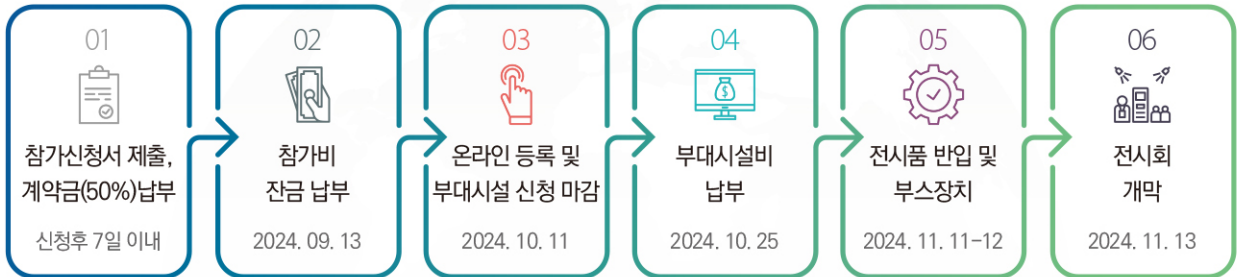 01
참가신청서 제출,
계약금(50%)납부
신청후 7일 이내
02
참가비
잔금 납부
2024. 09. 13
03
온라인 등록 및
부대시설 신청 마감
2024. 10. 11
04
$
부대시설비
납부
2024. 10. 25
05
전시품 반입 및
부스장치
2024. 11. 11-12
06
전시회
개막
2024. 11. 13